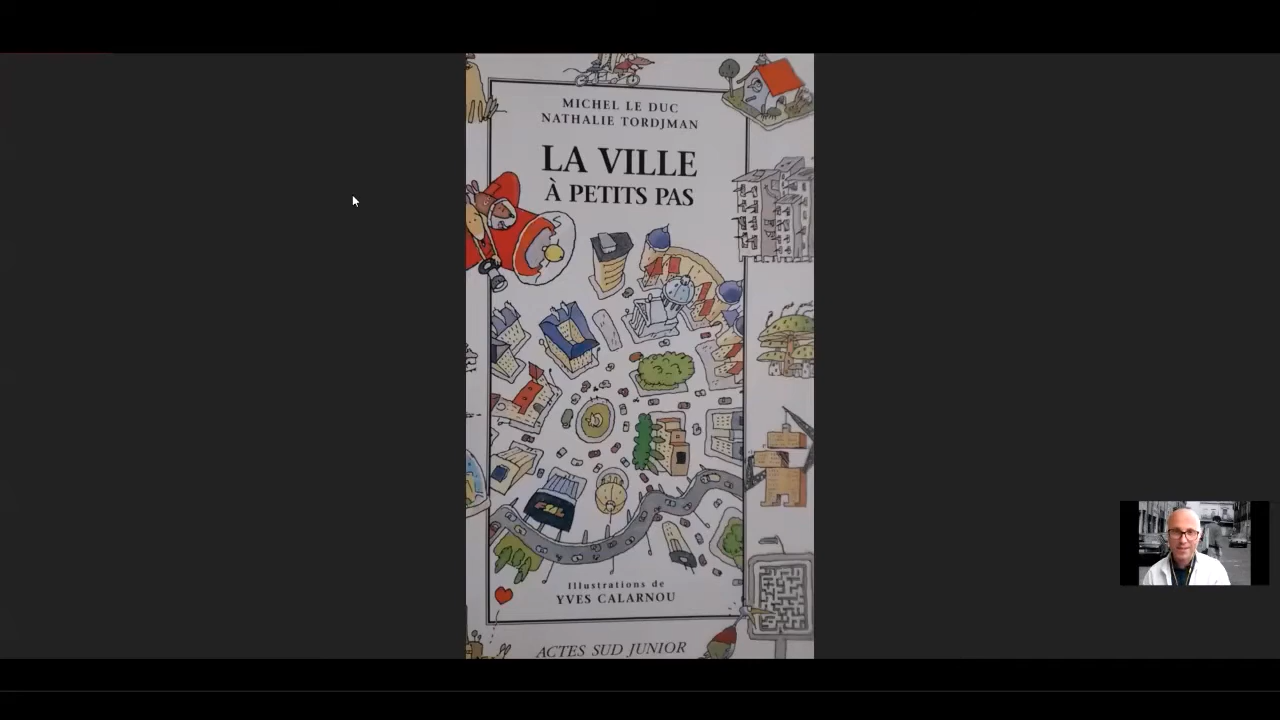 MICHEL LE DUC
NATHALIE TORDJMAN
LA VILLE
À PETITS PAS
Illustrations de
YVES CALARNOU
ACTES SUD JUNIOR